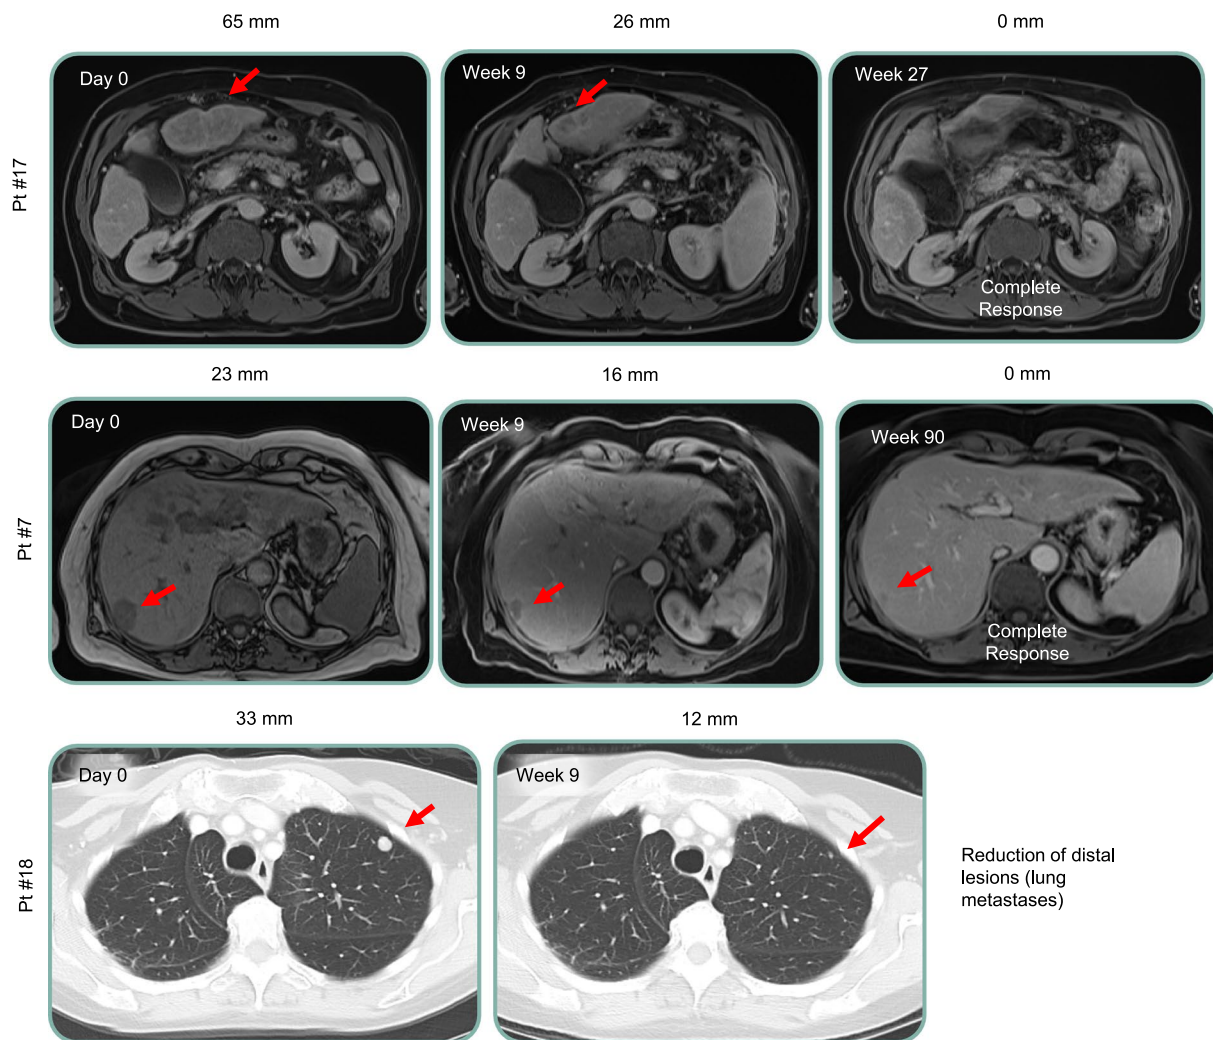 65 mm
26 mm
0 mm
Pt #17
Day 0
Week 9
Week 27
Complete
Response
23 mm
16 mm
0 mm
Pt #7
Day 0
Week 9
Week 90
Complete
Response
33 mm
12 mm
Pt #18
Day 0
Week 9
Reduction of distal
lesions (lung
metastases)